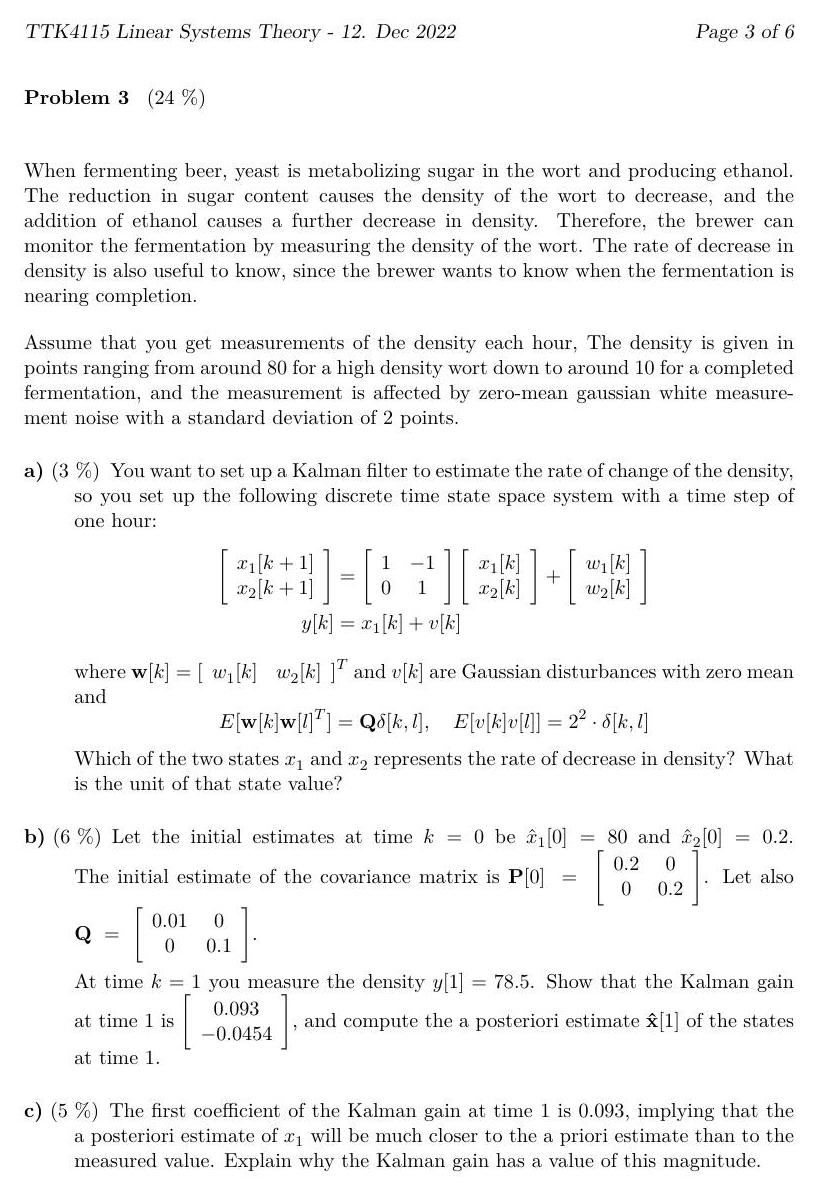 TTK4115 Linear Systems Theory - 12. Dec 2022 Page 3 of 6
Problem 3 (24 %)
When fermenting beer, yeast is metabolizing sugar in the wort and producing ethanol.
The reduction in sugar content causes the density of the wort to decrease, and the
addition of ethanol causes a further decrease in density. Therefore, the brewer can
monitor the fermentation by measuring the density of the wort. The rate of decrease in
density is also useful to know, since the brewer wants to know when the fermentation is
nearing completion.
Assume that you get measurements of the density each hour, The density is given in
points ranging from around 80 for a high density wort down to around 10 for a completed
fermentation, and the measurement is affected by zero-mean gaussian white measure-
ment noise with a standard deviation of 2 points.
a) (3 %) You want to set up a Kalman filter to estimate the rate of change of the density,
so you set up the following discrete time state space system with a time step of
one hour:
[ x₁[k + 1] ] = [ 1 −1 ] [ x₁[k] ] + [ w₁[k] ]
[ x₂[k + 1] ] [ 0 1 ] [ x₂[k] ] [ w₂[k] ]
y[k] = x₁[k] + v[k]
where w[k] = [ w₁[k] w₂[k] ]ᵀ and v[k] are Gaussian disturbances with zero mean
and
E[w[k]w[l]ᵀ] = Qδ[k, l], E[v[k]v[l]] = 2² · δ[k, l]
Which of the two states x₁ and x₂ represents the rate of decrease in density? What
is the unit of that state value?
b) (6 %) Let the initial estimates at time k = 0 be x̂₁[0] = 80 and x̂₂[0] = 0.2.
The initial estimate of the covariance matrix is P[0] = [ 0.2 0 ; 0 0.2 ]. Let also
Q = [ 0.01 0 ; 0 0.1 ].
At time k = 1 you measure the density y[1] = 78.5. Show that the Kalman gain
at time 1 is [ 0.093 ; −0.0454 ], and compute the a posteriori estimate x̂[1] of the states
at time 1.
c) (5 %) The first coefficient of the Kalman gain at time 1 is 0.093, implying that the
a posteriori estimate of x₁ will be much closer to the a priori estimate than to the
measured value. Explain why the Kalman gain has a value of this magnitude.